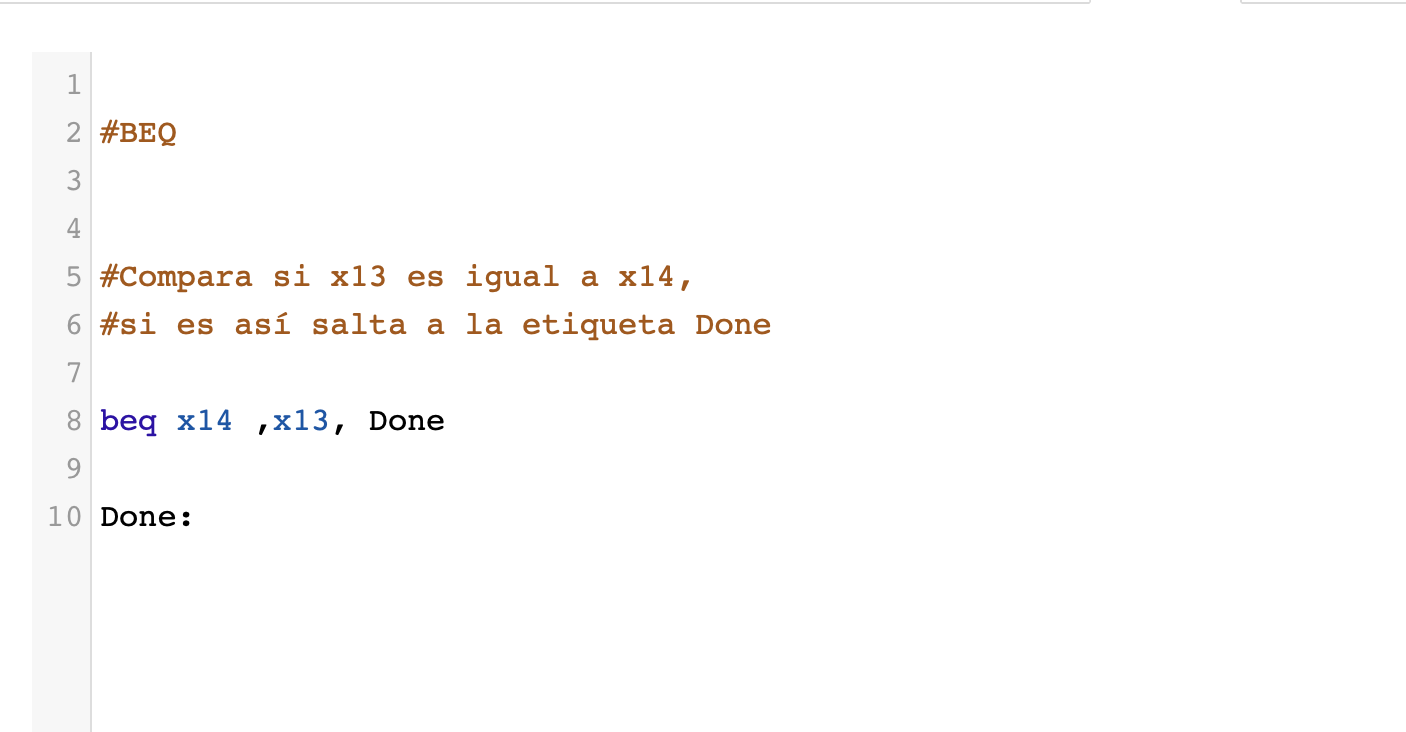 1
2 #BEQ
3
4
5 #Compara si x13 es igual a x14,
6 #si es así salta a la etiqueta Done
7
8 beq x14 ,x13, Done
9
10 Done: